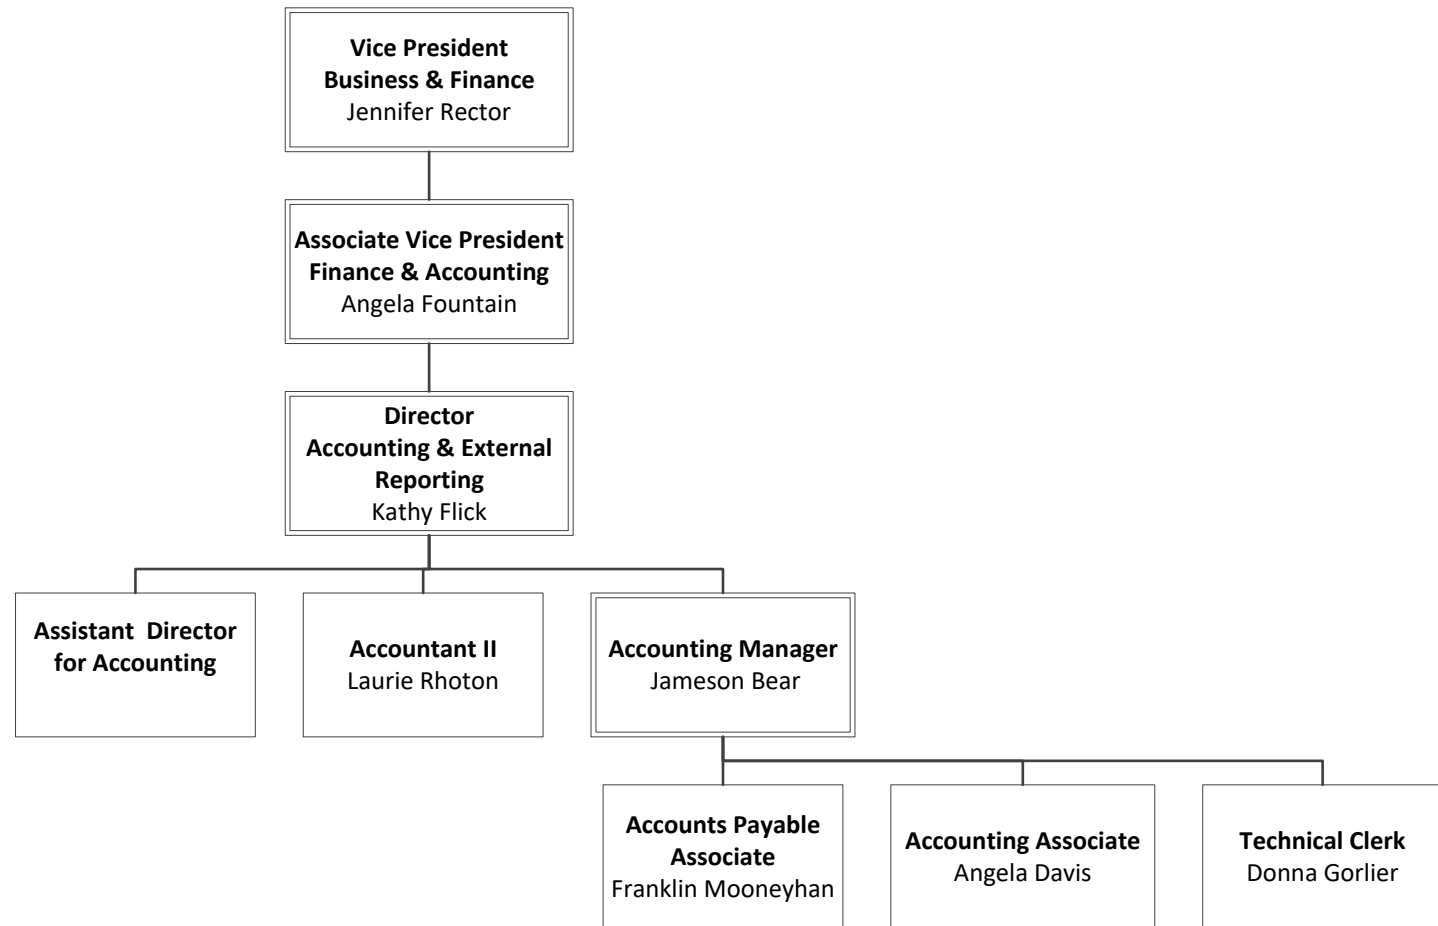 Vice President
Business & Finance
Jennifer Rector
Associate Vice President
Finance & Accounting
Angela Fountain
Director
Accounting & External
Reporting
Kathy Flick
Assistant  Director
for Accounting
Accountant II
Laurie Rhoton
Accounting Manager
Jameson Bear
Accounts Payable
Associate
Franklin Mooneyhan
Accounting Associate
Angela Davis
Technical Clerk
Donna Gorlier